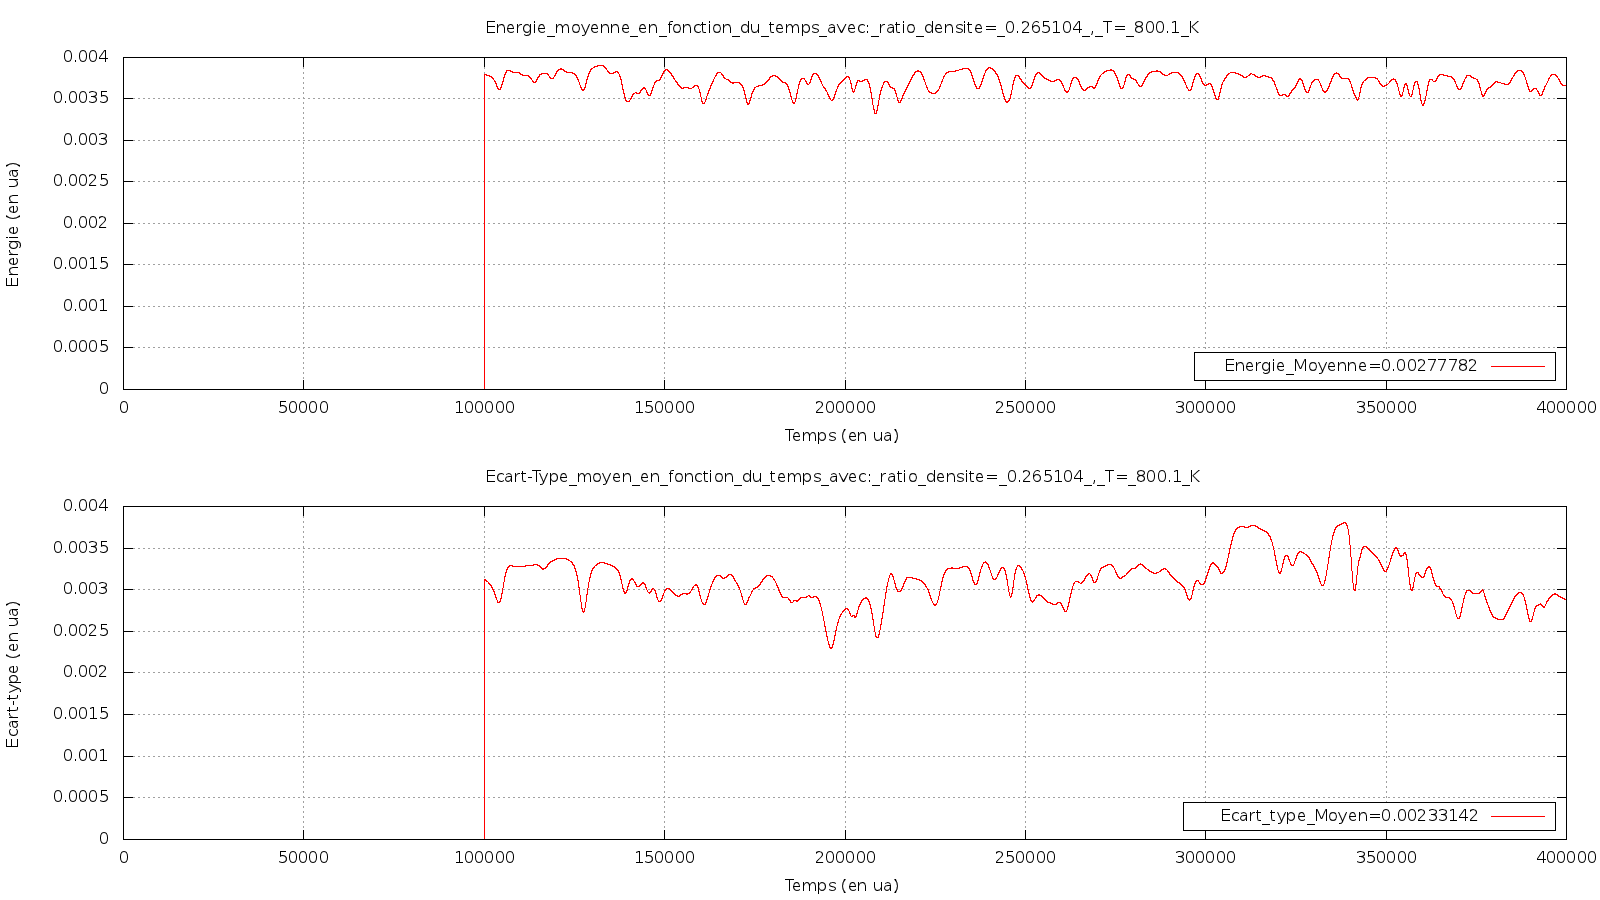 Energie_moyenne_en_fonction_du_temps_avec:_ratio_densite=_0.265104_,_T=_800.1_K
0.004
0.0035
0.003
0.0025
0.002
0.0015
0.001
0.0005
0
Energie (en ua)
Energie_Moyenne=0.00277782
0 50000 100000 150000 200000 250000 300000 350000 400000
Temps (en ua)
Ecart-Type_moyen_en_fonction_du_temps_avec:_ratio_densite=_0.265104_,_T=_800.1_K
0.004
0.0035
0.003
0.0025
0.002
0.0015
0.001
0.0005
0
Ecart-type (en ua)
Ecart_type_Moyen=0.00233142
0 50000 100000 150000 200000 250000 300000 350000 400000
Temps (en ua)